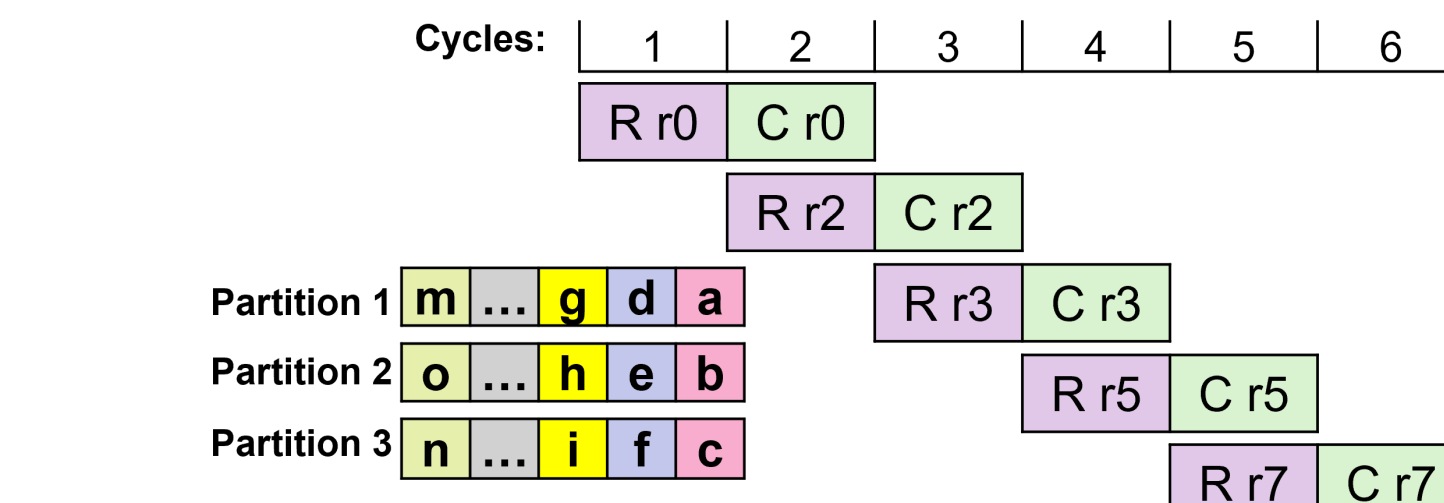 Cycles: 1 2 3 4 5 6
R r0 C r0
R r2 C r2
Partition 1 m ... g d a R r3 C r3
Partition 2 o ... h e b
R r5 C r5
Partition 3 n ... i f c
R r7 C r7